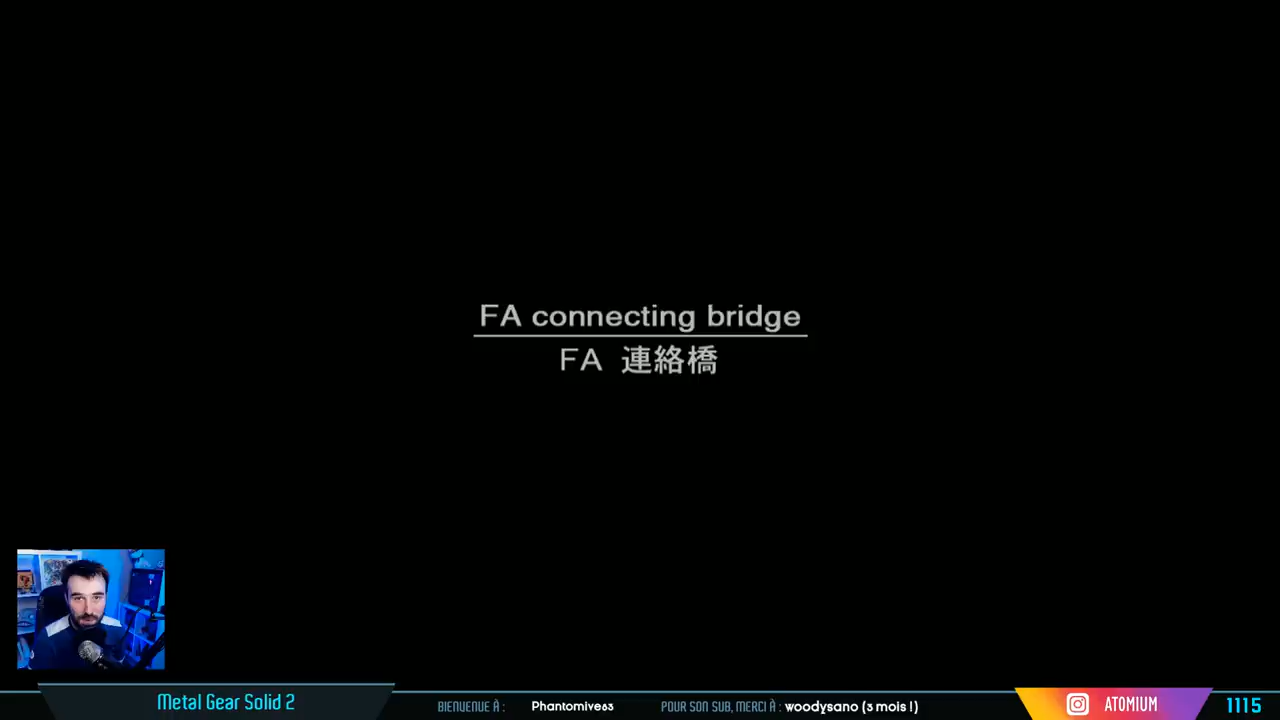 FA connecting bridge
FA 連絡橋
Metal Gear Solid 2
BIENVENUE À : Phantomive63
POUR SON SUB, MERCI À : woodysano (3 mois !)
ATOMIUM
1115